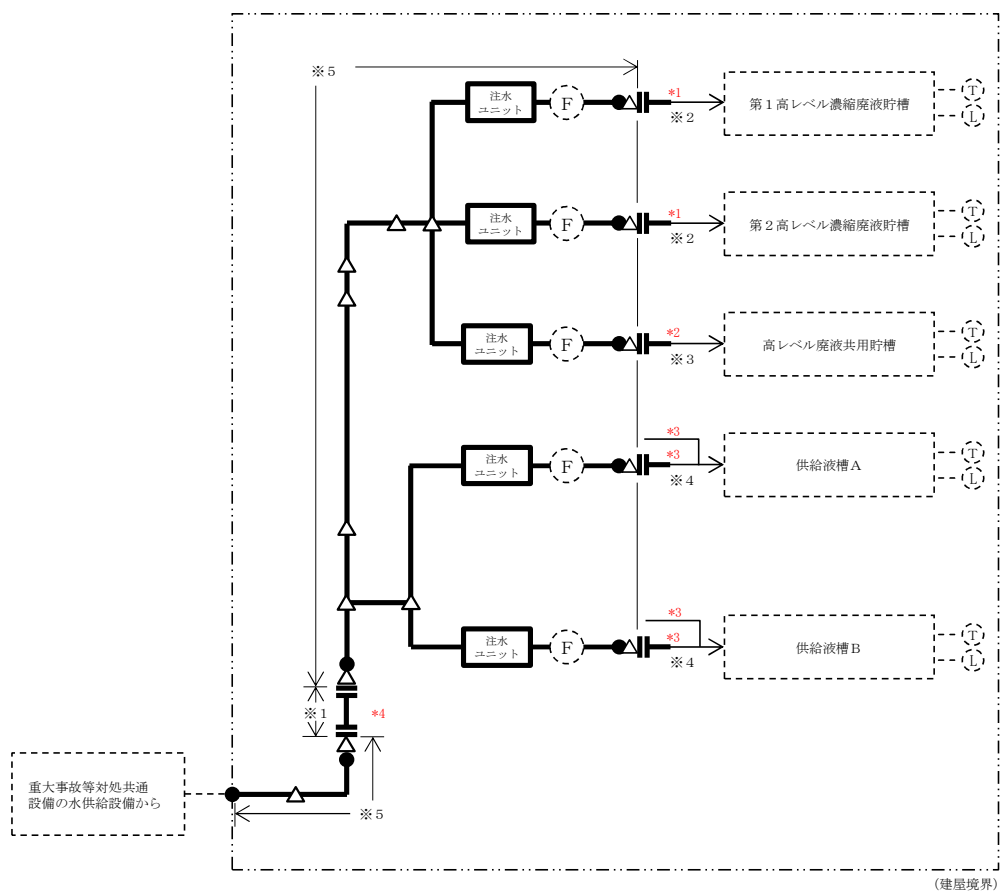 ※５
注水
ユニット
F
*1
※２
第１高レベル濃縮廃液貯槽
T
L
注水
ユニット
F
*1
※２
第２高レベル濃縮廃液貯槽
T
L
注水
ユニット
F
*2
※３
高レベル廃液共用貯槽
T
L
注水
ユニット
F
*3
*3
※４
供給液槽A
T
L
注水
ユニット
F
*3
*3
※４
供給液槽B
T
L
※１
*4
重大事故等対処共通
設備の水供給設備から
※５
(建屋境界)